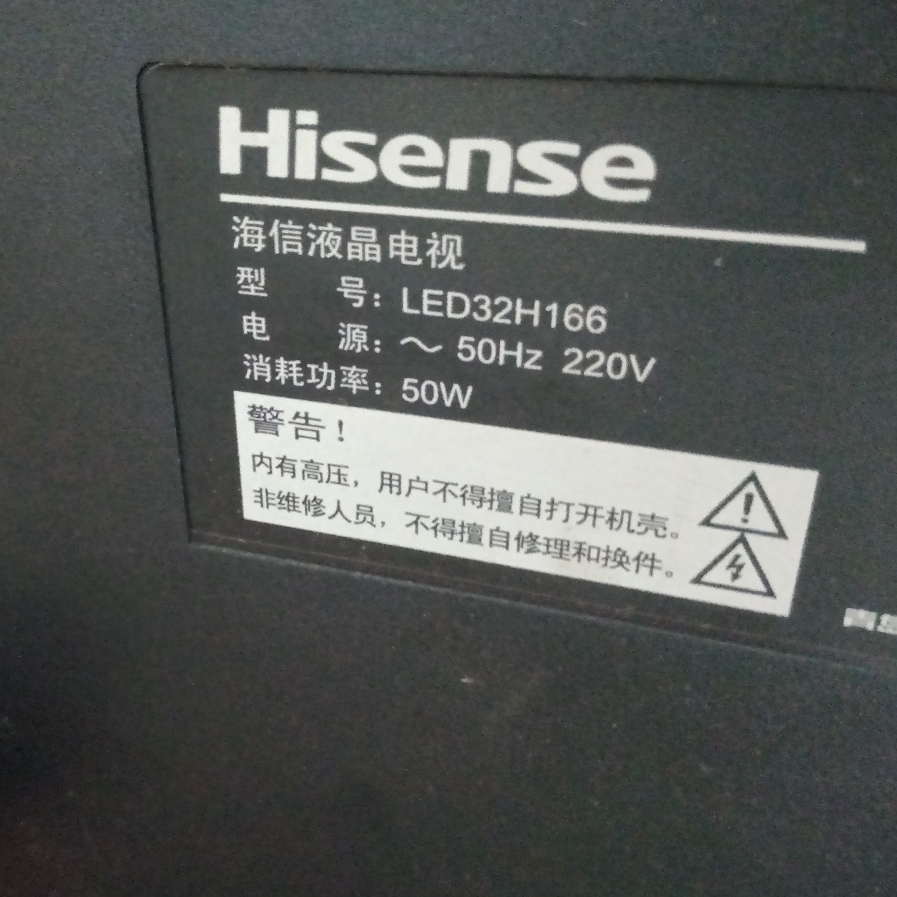 Hisense
海信液晶电视
型 号：LED32H166
电 源：～ 50Hz 220V
消耗功率：50W
警告！
内有高压，用户不得擅自打开机壳。
非维修人员，不得擅自修理和换件。